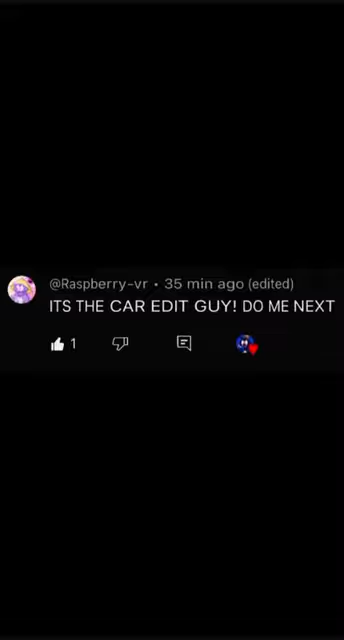 @Raspberry-vr • 35 min ago (edited)
ITS THE CAR EDIT GUY! DO ME NEXT
1